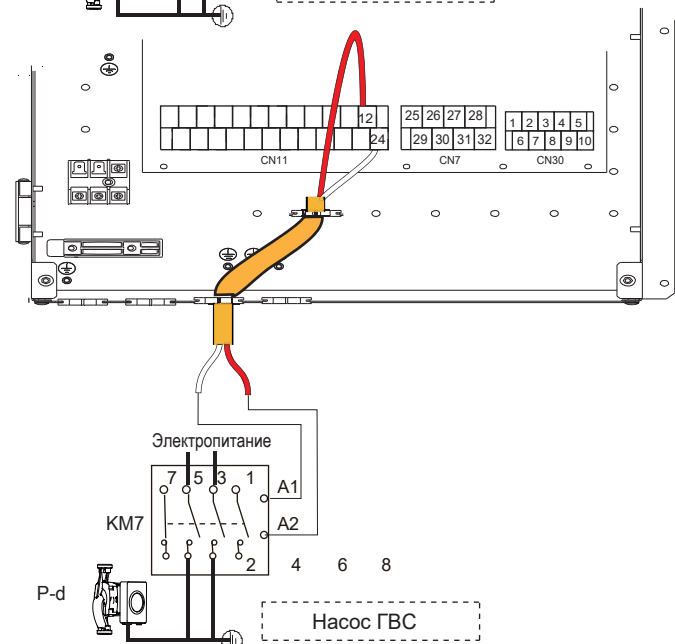 12 25 26 27 28 1 2 3 4 5
24 29 30 31 32 6 7 8 9 10
CN11 CN7 CN30
Электропитание
7 5 3 1 A1
KM7 A2
2 4 6 8
P-d
Насос ГВС